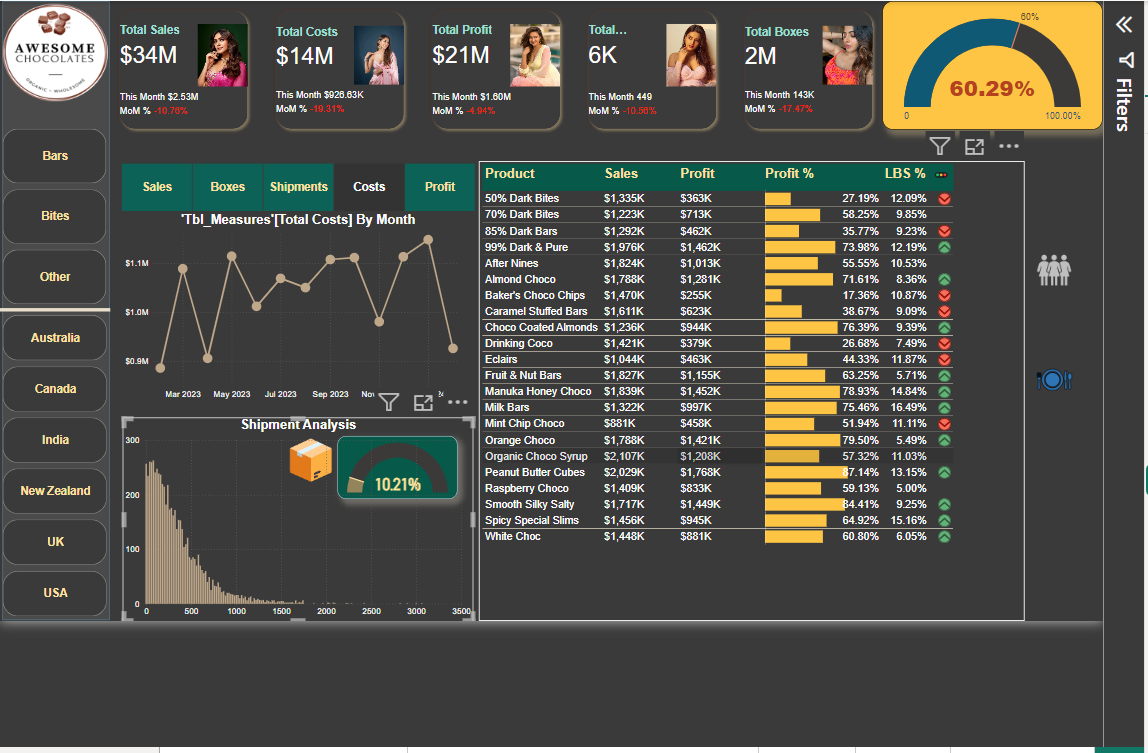 AWESOME
CHOCOLATES
ORGANIC - WHOLESOME
Total Sales
$34M
This Month $2.53M
MoM % -10.76%
Total Costs
$14M
This Month $926.63K
MoM % -19.31%
Total Profit
$21M
This Month $1.60M
MoM % -4.94%
Total...
6K
This Month 449
MoM % -10.56%
Total Boxes
2M
This Month 143K
MoM % -17.47%
60%
60.29%
0
100.00%
Filters
Bars
Bites
Other
Australia
Canada
India
New Zealand
UK
USA
Sales Boxes Shipments Costs Profit
'Tbl_Measures'[Total Costs] By Month
$1.1M
$1.0M
$0.9M
Mar 2023 May 2023 Jul 2023 Sep 2023 Nov
Shipment Analysis
10.21%
300
200
100
0
0 500 1000 1500 2000 2500 3000 3500
Product Sales Profit Profit % LBS %
50% Dark Bites $1,335K $363K 27.19% 12.09%
70% Dark Bites $1,223K $713K 58.25% 9.85%
85% Dark Bars $1,292K $462K 35.77% 9.23%
99% Dark & Pure $1,976K $1,462K 73.98% 12.19%
After Nines $1,824K $1,013K 55.55% 10.53%
Almond Choco $1,788K $1,281K 71.61% 8.36%
Baker's Choco Chips $1,470K $255K 17.36% 10.87%
Caramel Stuffed Bars $1,611K $623K 38.67% 9.09%
Choco Coated Almonds $1,236K $944K 76.39% 9.39%
Drinking Coco $1,421K $379K 26.68% 7.49%
Eclairs $1,044K $463K 44.33% 11.87%
Fruit & Nut Bars $1,827K $1,155K 63.25% 5.71%
Manuka Honey Choco $1,839K $1,452K 78.93% 14.84%
Milk Bars $1,322K $997K 75.46% 16.49%
Mint Chip Choco $881K $458K 51.94% 11.11%
Orange Choco $1,788K $1,421K 79.50% 5.49%
Organic Choco Syrup $2,107K $1,208K 57.32% 11.03%
Peanut Butter Cubes $2,029K $1,768K 87.14% 13.15%
Raspberry Choco $1,409K $833K 59.13% 5.00%
Smooth Silky Salty $1,717K $1,449K 84.41% 9.25%
Spicy Special Slims $1,456K $945K 64.92% 15.16%
White Choc $1,448K $881K 60.80% 6.05%